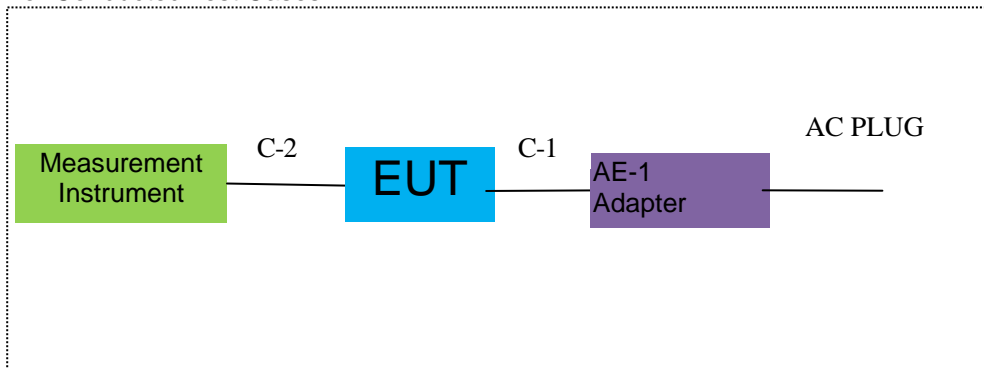 C-2
C-1
AC PLUG
Measurement
Instrument
EUT
AE-1
Adapter